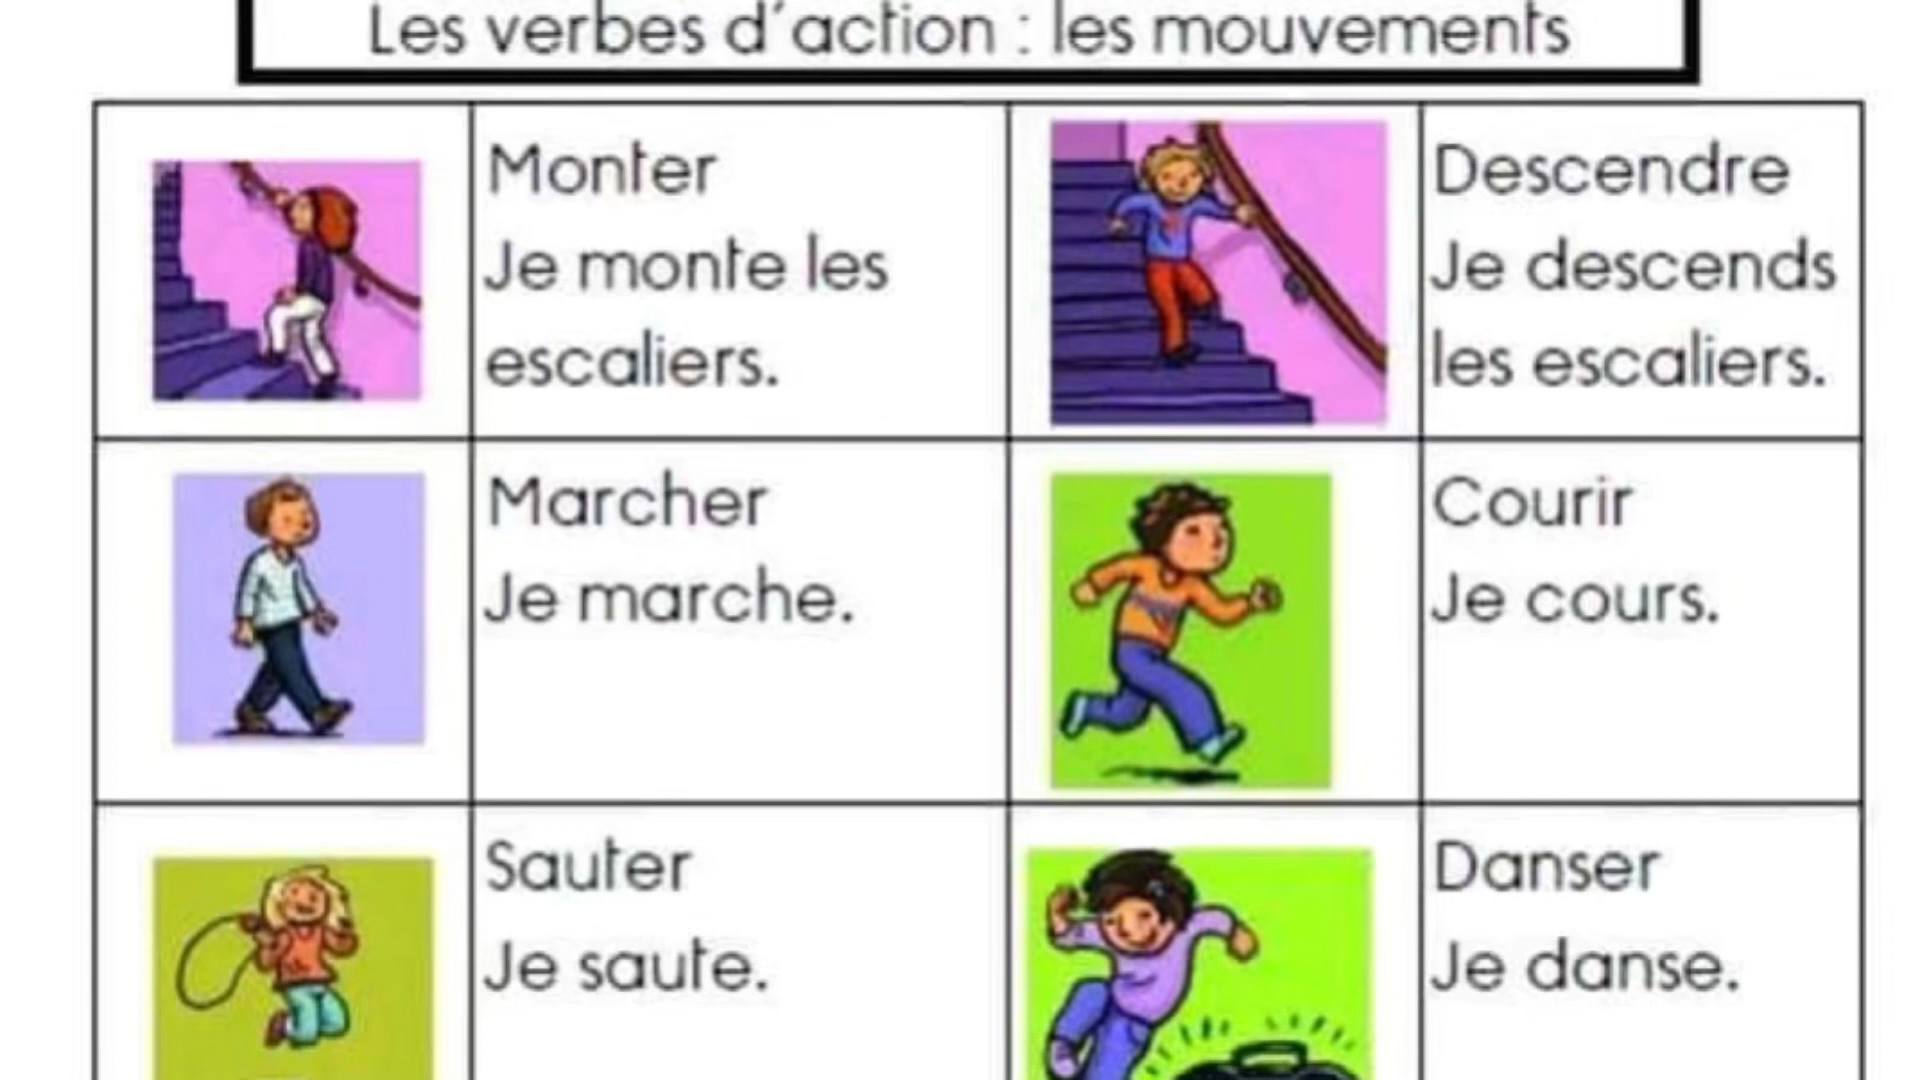 Les verbes d'action : les mouvements
Monter
Je monte les
escaliers.
Descendre
Je descends
les escaliers.
Marcher
Je marche.
Courir
Je cours.
Sauter
Je saute.
Danser
Je danse.